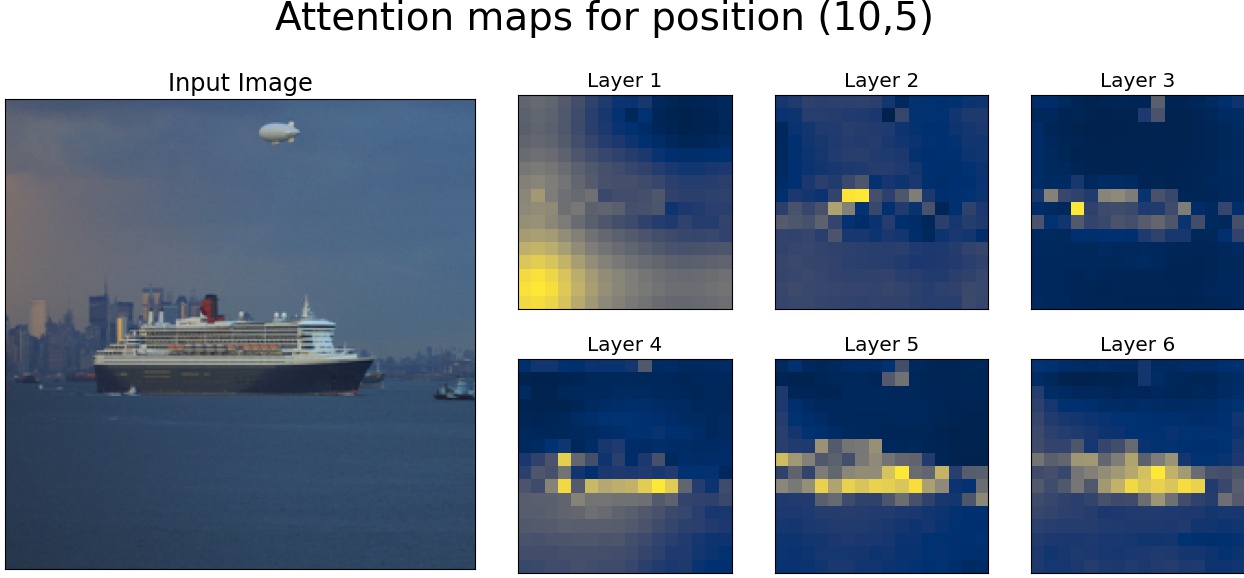 Attention maps for position (10,5)
Input Image
Layer 1
Layer 2
Layer 3
Layer 4
Layer 5
Layer 6